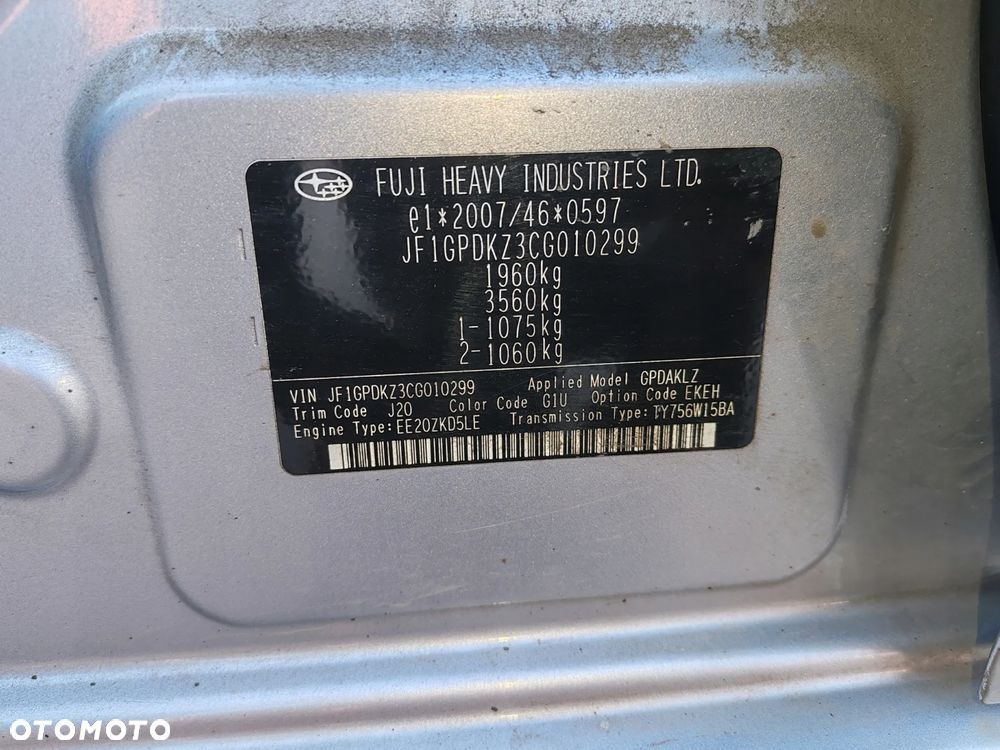 FUJI HEAVY INDUSTRIES LTD.
e1*2007/46*0597
JF1GPDKZ3CG010299
1960kg
3560kg
1-1075kg
2-1060kg
VIN JF1GPDKZ3CG010299 Applied Model GPDAKLZ
Trim Code J20 Color Code G1U Option Code EKEH
Engine Type: EE20ZKD5LE Transmission Type: TY756W15BA
OTOMOTO